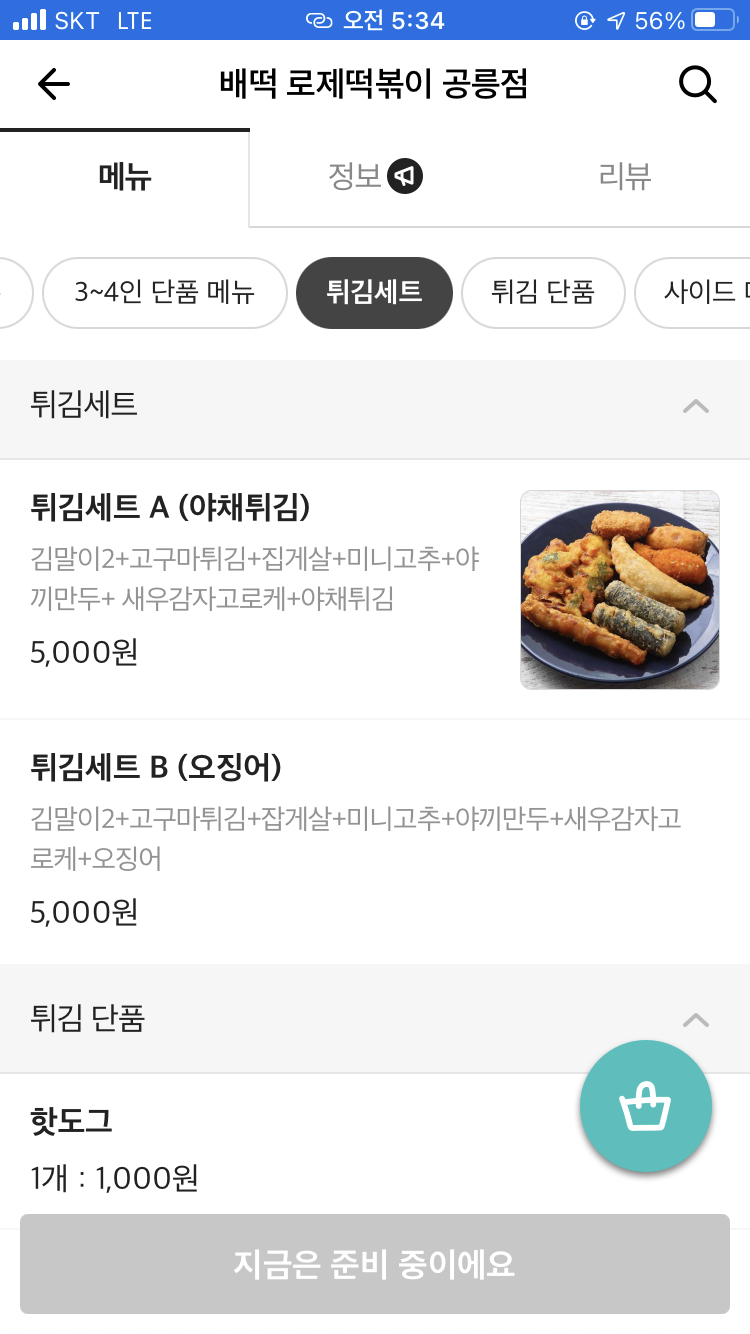 SKT LTE 오전 5:34 56%
배떡 로제떡볶이 공릉점
메뉴 정보 리뷰
3~4인 단품 메뉴 튀김세트 튀김 단품 사이드
튀김세트
튀김세트 A (야채튀김)
김말이2+고구마튀김+집게살+미니고추+야
끼만두+ 새우감자고로케+야채튀김
5,000원
튀김세트 B (오징어)
김말이2+고구마튀김+잡게살+미니고추+야끼만두+새우감자고
로케+오징어
5,000원
튀김 단품
핫도그
1개 : 1,000원
지금은 준비 중이에요